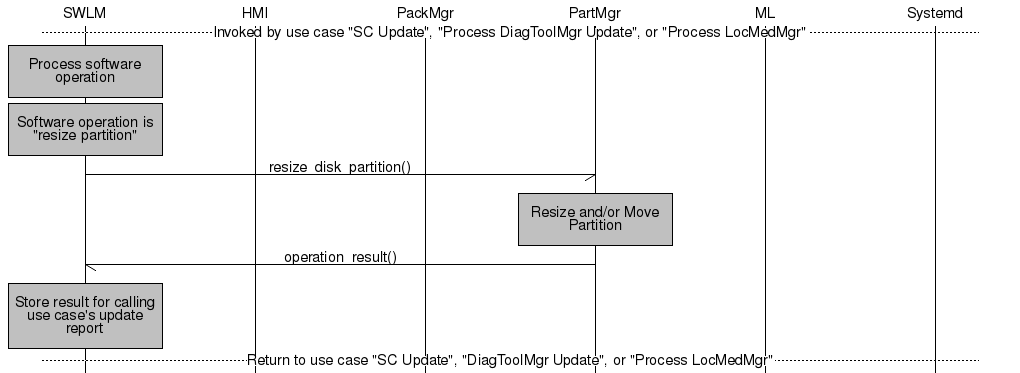 SWLM HMI PackMgr PartMgr ML Systemd
Invoked by use case "SC Update", "Process DiagToolMgr Update", or "Process LocMedMgr"
Process software
operation
Software operation is
"resize partition"
resize_disk_partition()
Resize and/or Move
Partition
operation_result()
Store result for calling
use case's update
report
Return to use case "SC Update", "DiagToolMgr Update", or "Process LocMedMgr"